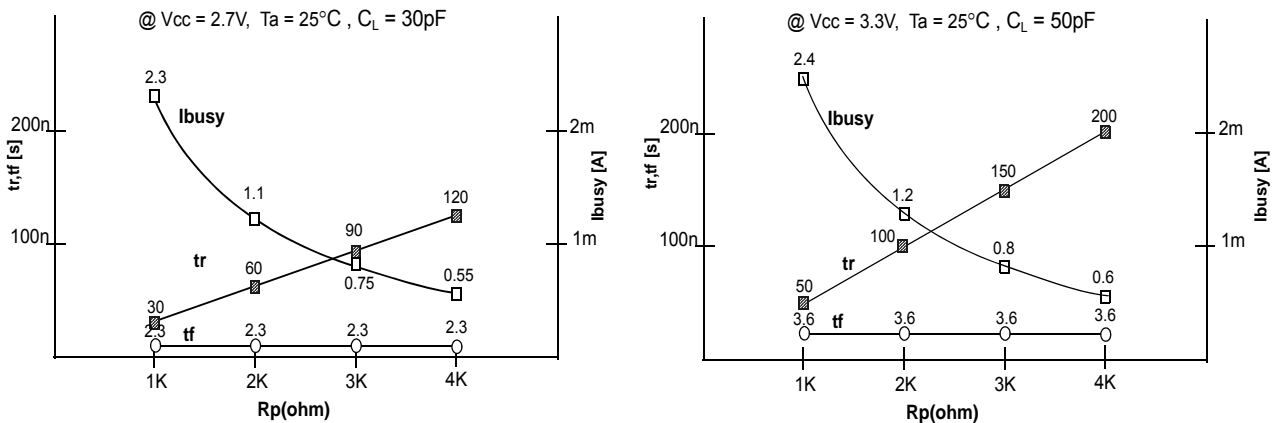 @ Vcc = 2.7V, Ta = 25°C , CL = 30pF
2.3
Ibusy
200n
2m
tr,tf [s]
Ibusy [A]
1.1
120
100n
1m
90
tr
60
0.75
0.55
30
2.3
tf
2.3
2.3
2.3
1K
2K
3K
4K
Rp(ohm)
@ Vcc = 3.3V, Ta = 25°C , CL = 50pF
2.4
Ibusy
200
200n
2m
tr,tf [s]
Ibusy [A]
150
1.2
100
100n
1m
0.8
tr
50
0.6
3.6
tf
3.6
3.6
3.6
1K
2K
3K
4K
Rp(ohm)